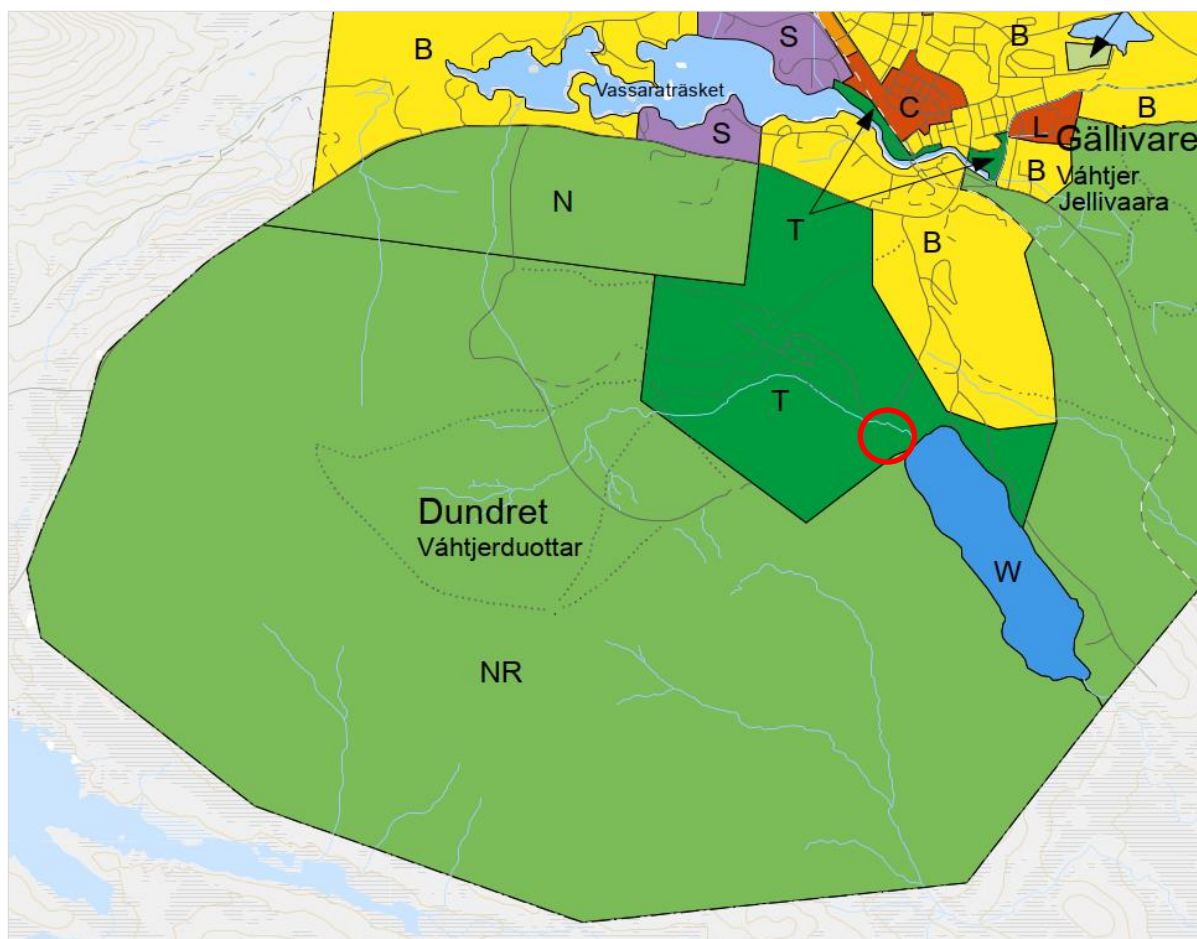 S
B
B
Vassaraträsket
C
B
S
L
Gällivare
B
Váhtjer
Jellivaara
N
T
B
T
Dundret
Váhtjerduottar
W
NR